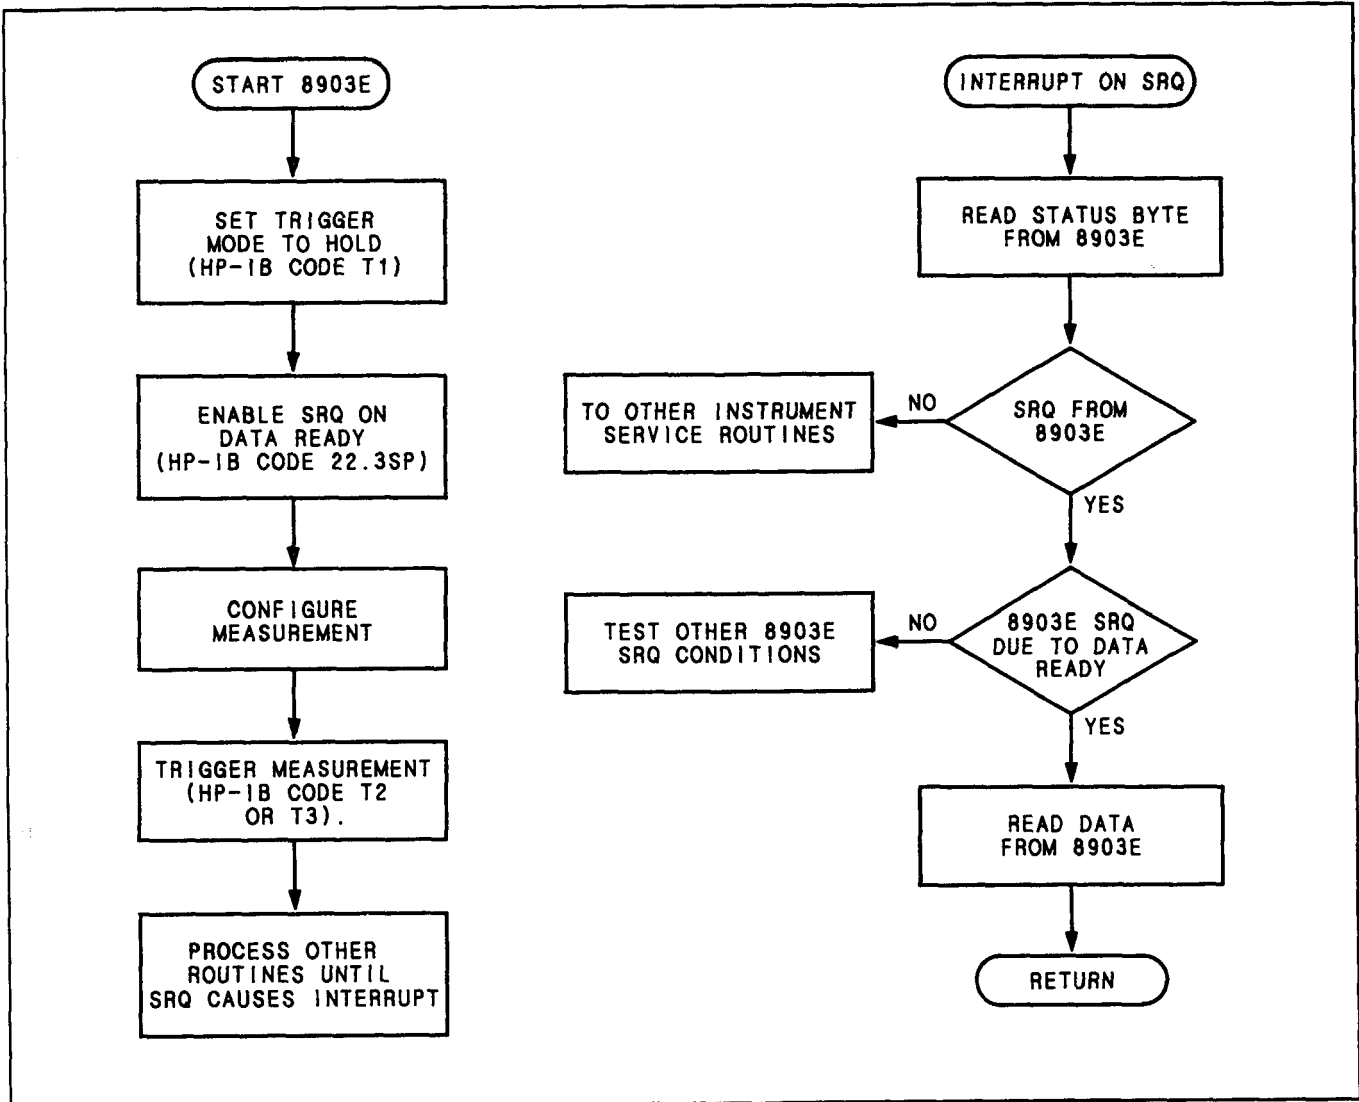 START 8903E
SET TRIGGER
MODE TO HOLD
(HP-IB CODE T1)
ENABLE SRQ ON
DATA READY
(HP-IB CODE 22.3SP)
CONFIGURE
MEASUREMENT
TRIGGER MEASUREMENT
(HP-IB CODE T2
OR T3).
PROCESS OTHER
ROUTINES UNTIL
SRQ CAUSES INTERRUPT
INTERRUPT ON SRQ
READ STATUS BYTE
FROM 8903E
SRQ FROM
8903E
NO
TO OTHER INSTRUMENT
SERVICE ROUTINES
YES
8903E SRQ
DUE TO DATA
READY
NO
TEST OTHER 8903E
SRQ CONDITIONS
YES
READ DATA
FROM 8903E
RETURN